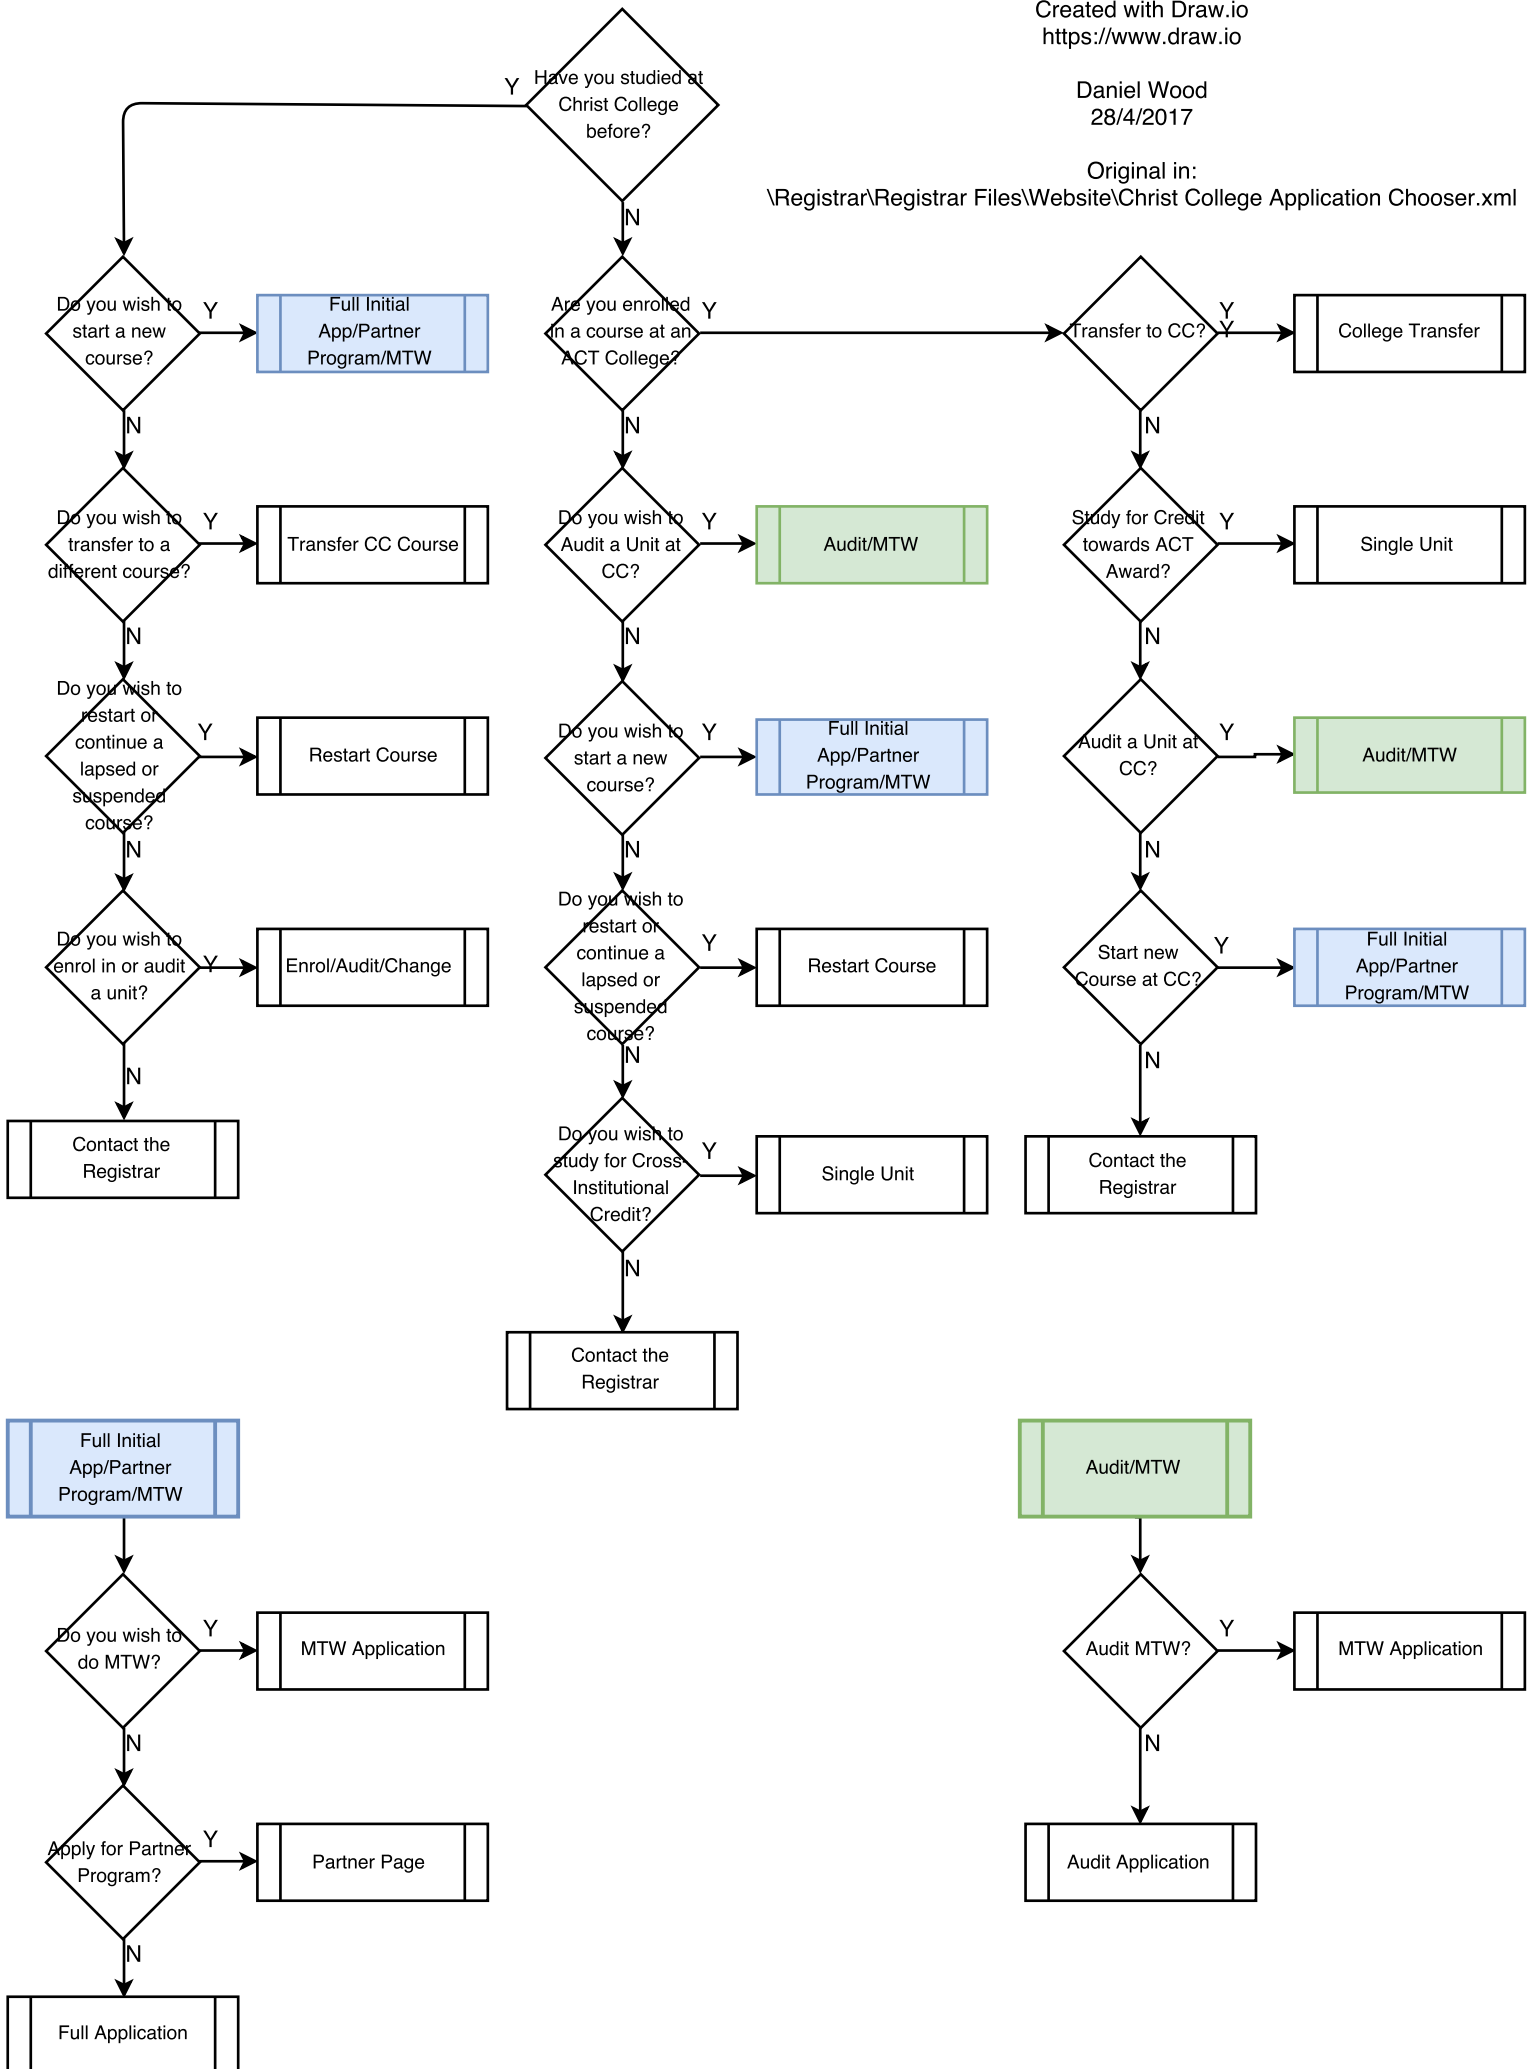 Created with Draw.io
https://www.draw.io
Daniel Wood
28/4/2017
Original in:
\Registrar\Registrar Files\Website\Christ College Application Chooser.xml
Y
Have you studied at
Christ College
before?
N
Do you wish to
start a new
course?
Y
Full Initial
App/Partner
Program/MTW
Are you enrolled
in a course at an
ACT College?
Y
Transfer to CC?
Y
Y
College Transfer
N
N
N
Do you wish to
transfer to a
different course?
Y
Transfer CC Course
Do you wish to
Audit a Unit at
CC?
Y
Audit/MTW
Study for Credit
towards ACT
Award?
Y
Single Unit
N
N
N
Do you wish to
restart or
continue a
lapsed or
suspended
course?
Y
Restart Course
Do you wish to
start a new
course?
Y
Full Initial
App/Partner
Program/MTW
Audit a Unit at
CC?
Y
Audit/MTW
N
N
N
Do you wish to
enrol in or audit
a unit?
Y
Enrol/Audit/Change
Do you wish to
restart or
continue a
lapsed or
suspended
course?
Y
Restart Course
Start new
Course at CC?
Y
Full Initial
App/Partner
Program/MTW
N
N
N
Contact the
Registrar
Do you wish to
study for Cross-
Institutional
Credit?
Y
Single Unit
Contact the
Registrar
N
Contact the
Registrar
Full Initial
App/Partner
Program/MTW
Audit/MTW
Do you wish to
do MTW?
Y
MTW Application
Audit MTW?
Y
MTW Application
N
N
Apply for Partner
Program?
Y
Partner Page
Audit Application
N
Full Application